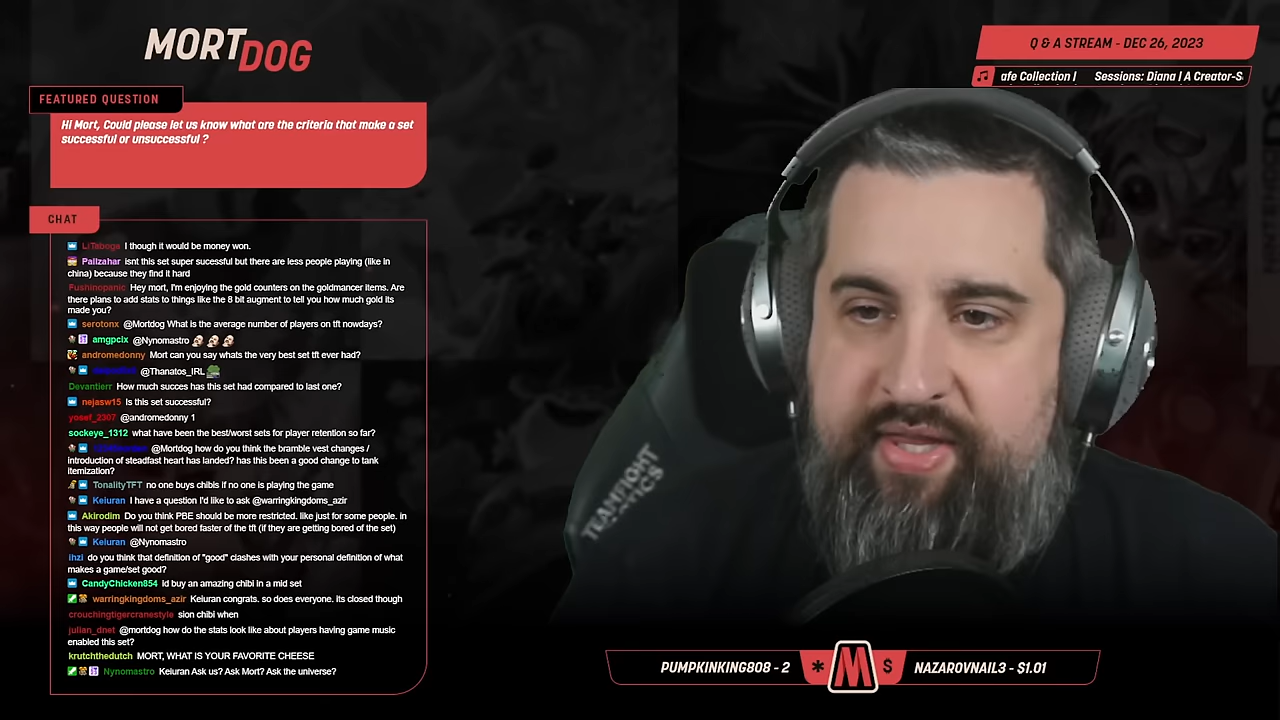 MORTDOG
Q & A STREAM - DEC 26, 2023
afe Collection | Sessions: Diana | A Creator-S
FEATURED QUESTION
Hi Mort, Could please let us know what are the criteria that make a set
successful or unsuccessful ?
CHAT
LiTaboga I though it would be money won.
Palizahar isnt this set super sucessful but there are less people playing (like in
china) because they find it hard
Pushinopanic Hey mort, I'm enjoying the gold counters on the goldmancer items. Are
there plans to add stats to things like the 8 bit augment to tell you how much gold its
made you?
serotonx @Mortdog What is the average number of players on tft nowdays?
amgpcix @Nynomastro
andromedonny Mort can you say whats the very best set tft ever had?
@Thanatos_IRL
Devantierr How much succes has this set had compared to last one?
nejasw15 Is this set successful?
yosef_2307 @andromedonny 1
sockeye_1312 what have been the best/worst sets for player retention so far?
@Mortdog how do you think the bramble vest changes /
introduction of steadfast heart has landed? has this been a good change to tank
itemization?
TonalityTFT no one buys chibis if no one is playing the game
Keiuran I have a question I'd like to ask @warringkingdoms_azir
Akirodim Do you think PBE should be more restricted. like just for some people. in
this way people will not get bored faster of the tft (if they are getting bored of the set)
Keiuran @Nynomastro
ihzi do you think that definition of "good" clashes with your personal definition of what
makes a game/set good?
CandyChicken854 Id buy an amazing chibi in a mid set
warringkingdoms_azir Keiuran congrats. so does everyone. its closed though
crouchingtigercranestyle sion chibi when
julian_dnet @mortdog how do the stats look like about players having game music
enabled this set?
krutchthedutch MORT, WHAT IS YOUR FAVORITE CHEESE
Nynomastro Keiuran Ask us? Ask Mort? Ask the universe?
TEAMFIGHT
TACTICS
PUMPKINKING808 - 2 * M $ NAZAROVNAIL3 - $1.01